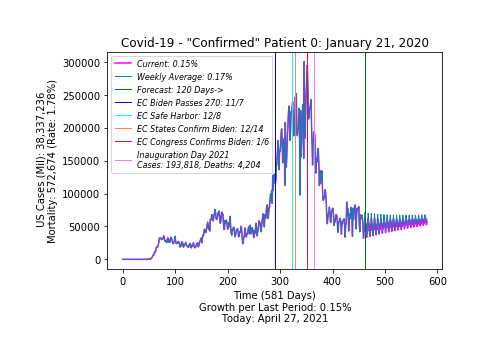 Covid-19 - "Confirmed" Patient 0: January 21, 2020
300000
250000
200000
150000
100000
50000
0
US Cases (Mil): 38,337,236
Mortality: 572,674 (Rate: 1.78%)
Current: 0.15%
Weekly Average: 0.17%
Forecast: 120 Days->
EC Biden Passes 270: 11/7
EC Safe Harbor: 12/8
EC States Confirm Biden: 12/14
EC Congress Confirms Biden: 1/6
Inauguration Day 2021
Cases: 193,818, Deaths: 4,204
0 100 200 300 400 500 600
Time (581 Days)
Growth per Last Period: 0.15%
Today: April 27, 2021